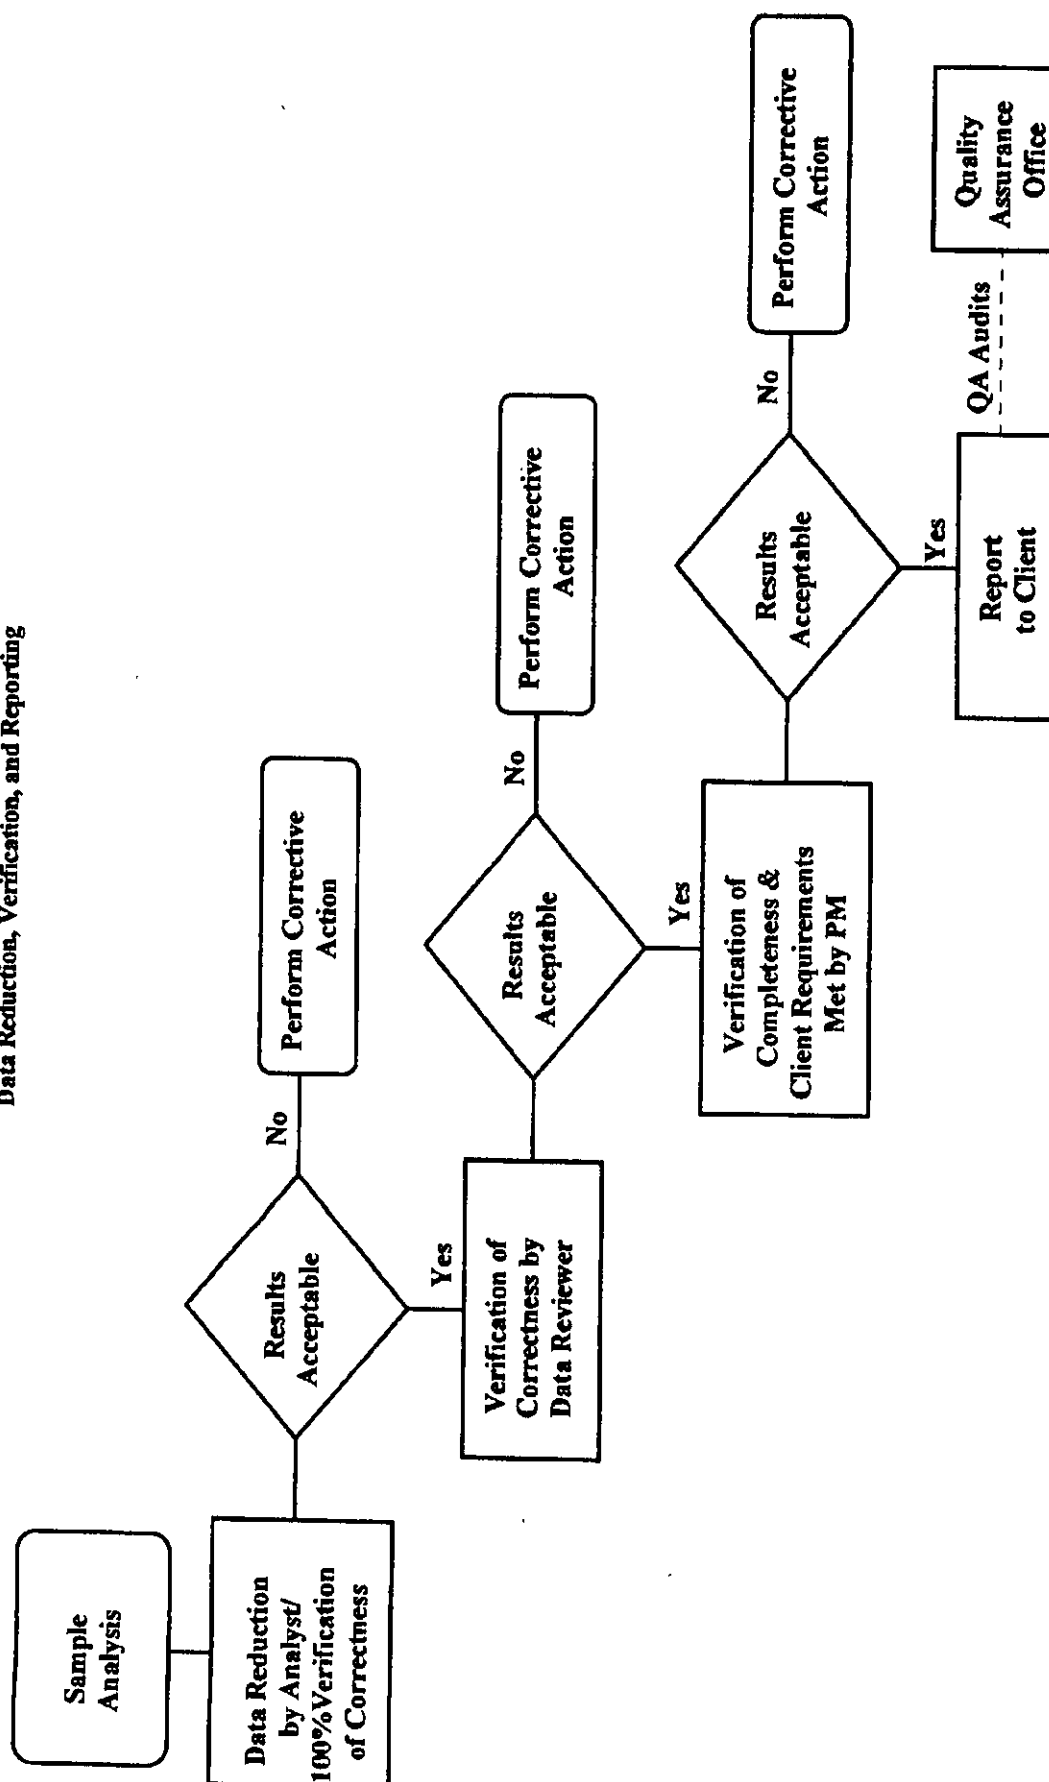 Data Reduction, Verification, and Reporting
Sample
Analysis
Data Reduction
by Analyst/
100%Verification
of Correctness
Results
Acceptable
No
Perform Corrective
Action
Yes
Verification of
Correctness by
Data Reviewer
Results
Acceptable
No
Perform Corrective
Action
Yes
Verification of
Completeness &
Client Requirements
Met by PM
Results
Acceptable
No
Perform Corrective
Action
Yes
Report
to Client
QA Audits
Quality
Assurance
Office